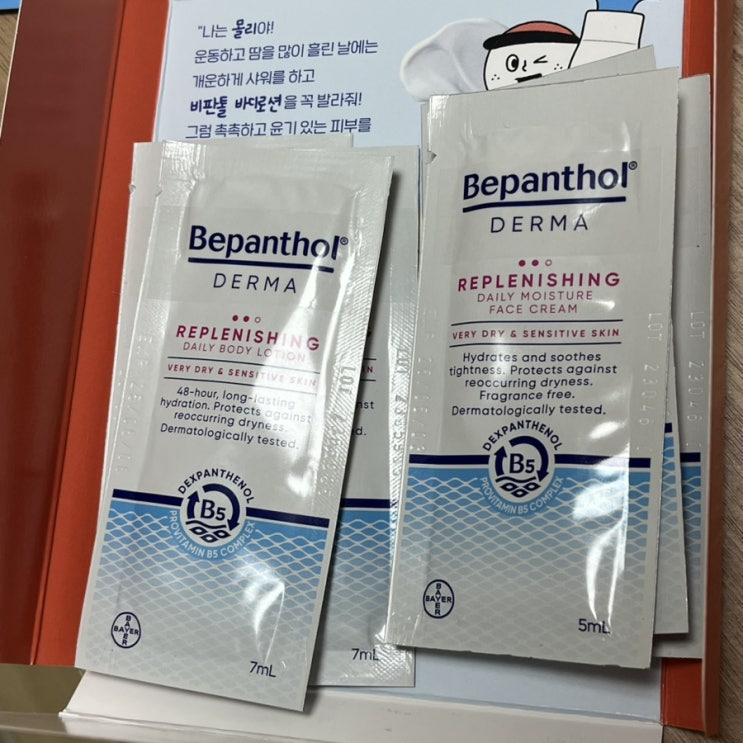 "나는 몰리야!
운동하고 땀을 많이 흘린 날에는
개운하게 샤워를 하고
비판톨 바디로션을 꼭 발라줘!
그럼 촉촉하고 윤기 있는 피부를
Bepanthol®
DERMA
REPLENISHING
DAILY BODY LOTION
VERY DRY & SENSITIVE SKIN
48-hour, long-lasting
hydration. Protects against
reoccurring dryness.
Dermatologically tested.
DEXPANTHENOL
B5
PROVITAMIN B5 COMPLEX
BAYER
BAYER
7mL
LOT
7mL
Bepanthol®
DERMA
REPLENISHING
DAILY MOISTURE
FACE CREAM
VERY DRY & SENSITIVE SKIN
Hydrates and soothes
tightness. Protects against
reoccurring dryness.
Fragrance free.
Dermatologically tested.
DEXPANTHENOL
B5
PROVITAMIN B5 COMPLEX
BAYER
BAYER
5mL
LOT 23046
LOT